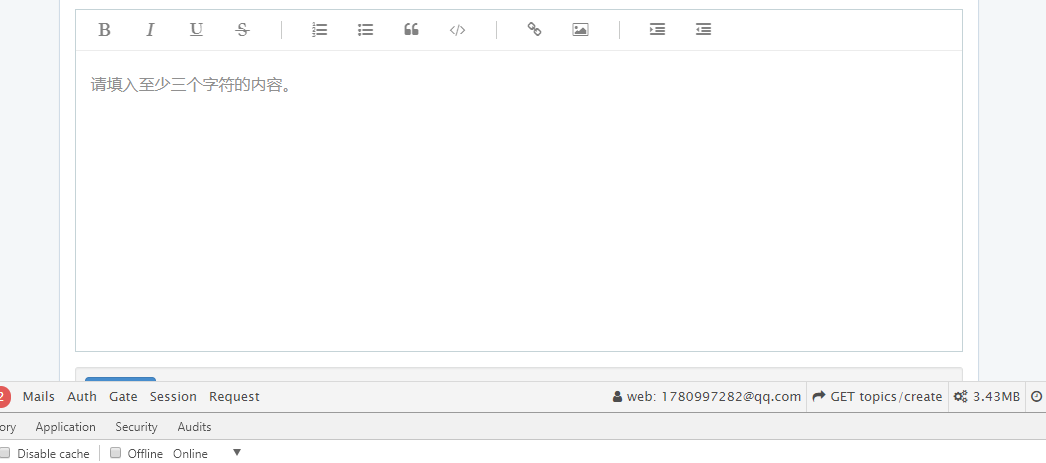 B I U S
请填入至少三个字符的内容。
2 Mails Auth Gate Session Request web: 1780997282@qq.com GET topics/create 3.43MB
ory Application Security Audits
Disable cache Offline Online